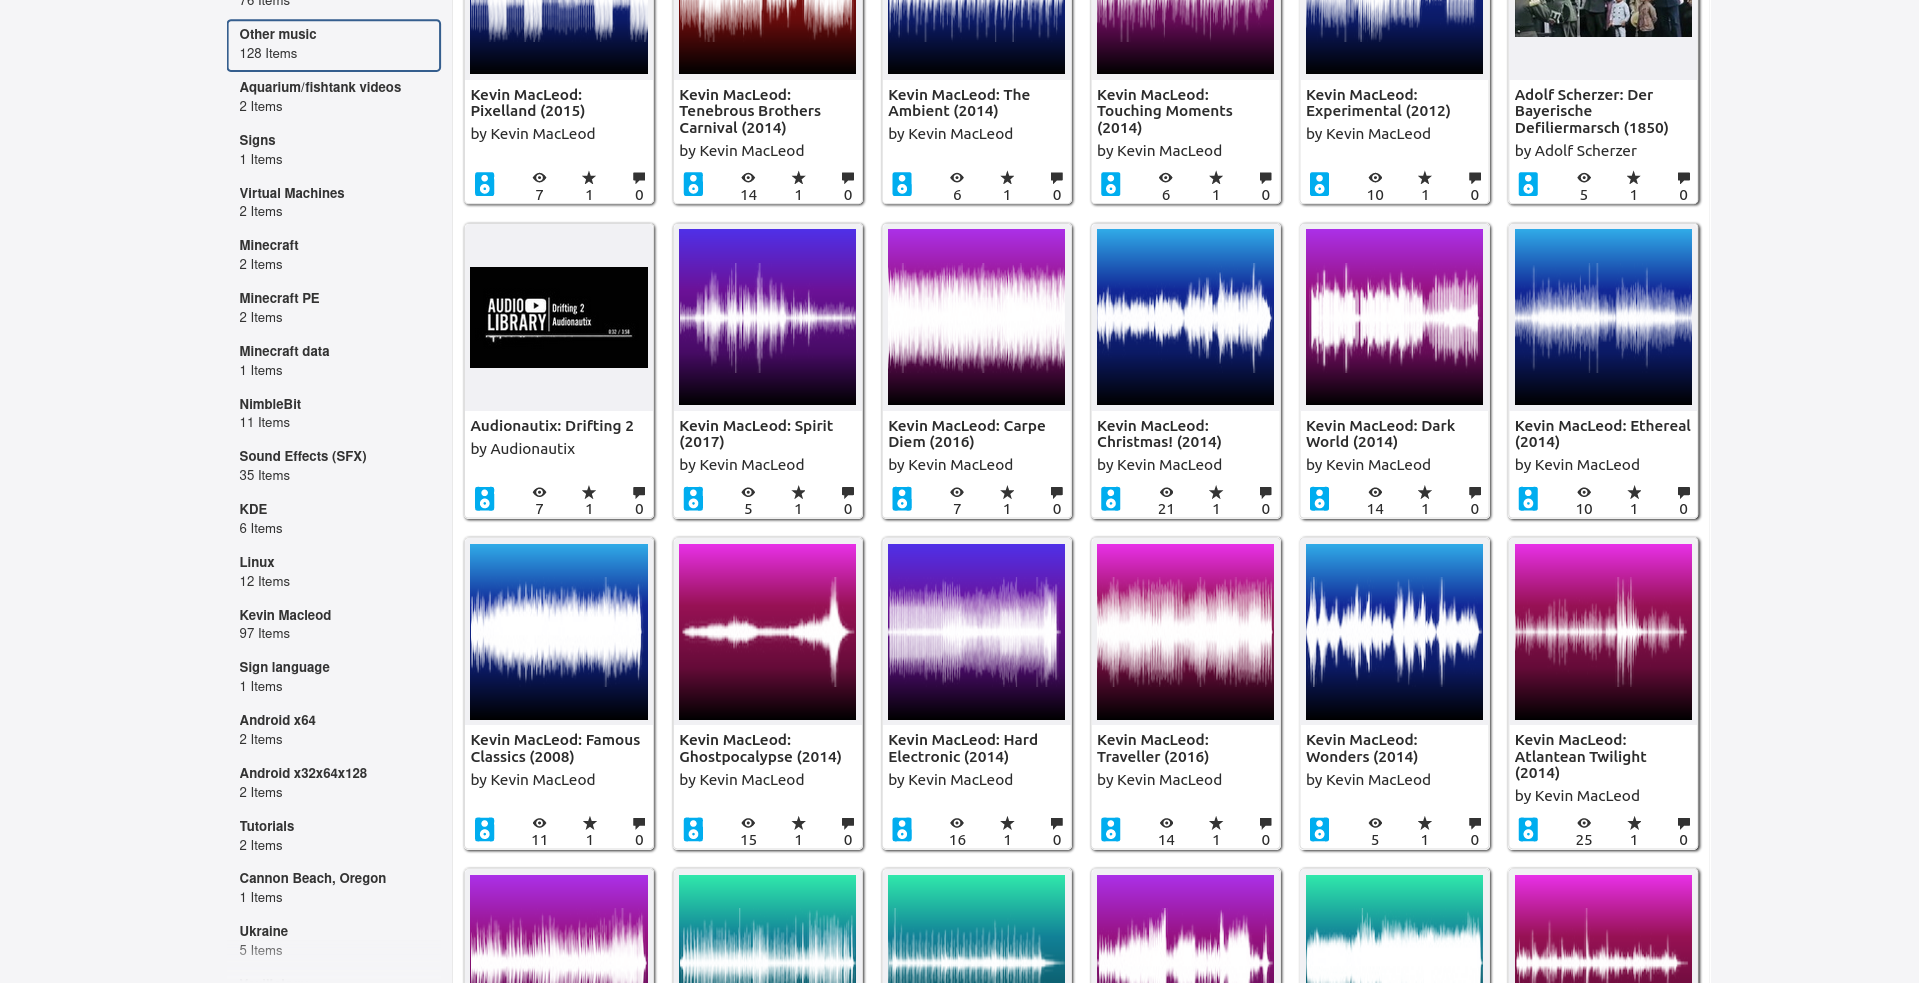 76 Items
Other music
128 Items
Aquarium/fishtank videos
2 Items
Signs
1 Items
Virtual Machines
2 Items
Minecraft
2 Items
Minecraft PE
2 Items
Minecraft data
1 Items
NimbleBit
11 Items
Sound Effects (SFX)
35 Items
KDE
6 Items
Linux
12 Items
Kevin Macleod
97 Items
Sign language
1 Items
Android x64
2 Items
Android x32x64x128
2 Items
Tutorials
2 Items
Cannon Beach, Oregon
1 Items
Ukraine
5 Items
Kevin MacLeod:
Pixelland (2015)
by Kevin MacLeod
7 1 0
Kevin MacLeod:
Tenebrous Brothers
Carnival (2014)
by Kevin MacLeod
14 1 0
Kevin MacLeod: The
Ambient (2014)
by Kevin MacLeod
6 1 0
Kevin MacLeod:
Touching Moments
(2014)
by Kevin MacLeod
6 1 0
Kevin MacLeod:
Experimental (2012)
by Kevin MacLeod
10 1 0
Adolf Scherzer: Der
Bayerische
Defiliermarsch (1850)
by Adolf Scherzer
5 1 0
AUDIO
LIBRARY
Drifting 2
Audionautix
0:32 / 3:58
Audionautix: Drifting 2
by Audionautix
7 1 0
Kevin MacLeod: Spirit
(2017)
by Kevin MacLeod
5 1 0
Kevin MacLeod: Carpe
Diem (2016)
by Kevin MacLeod
7 1 0
Kevin MacLeod:
Christmas! (2014)
by Kevin MacLeod
21 1 0
Kevin MacLeod: Dark
World (2014)
by Kevin MacLeod
14 1 0
Kevin MacLeod: Ethereal
(2014)
by Kevin MacLeod
10 1 0
Kevin MacLeod: Famous
Classics (2008)
by Kevin MacLeod
11 1 0
Kevin MacLeod:
Ghostpocalypse (2014)
by Kevin MacLeod
15 1 0
Kevin MacLeod: Hard
Electronic (2014)
by Kevin MacLeod
16 1 0
Kevin MacLeod:
Traveller (2016)
by Kevin MacLeod
14 1 0
Kevin MacLeod:
Wonders (2014)
by Kevin MacLeod
5 1 0
Kevin MacLeod:
Atlantean Twilight
(2014)
by Kevin MacLeod
25 1 0